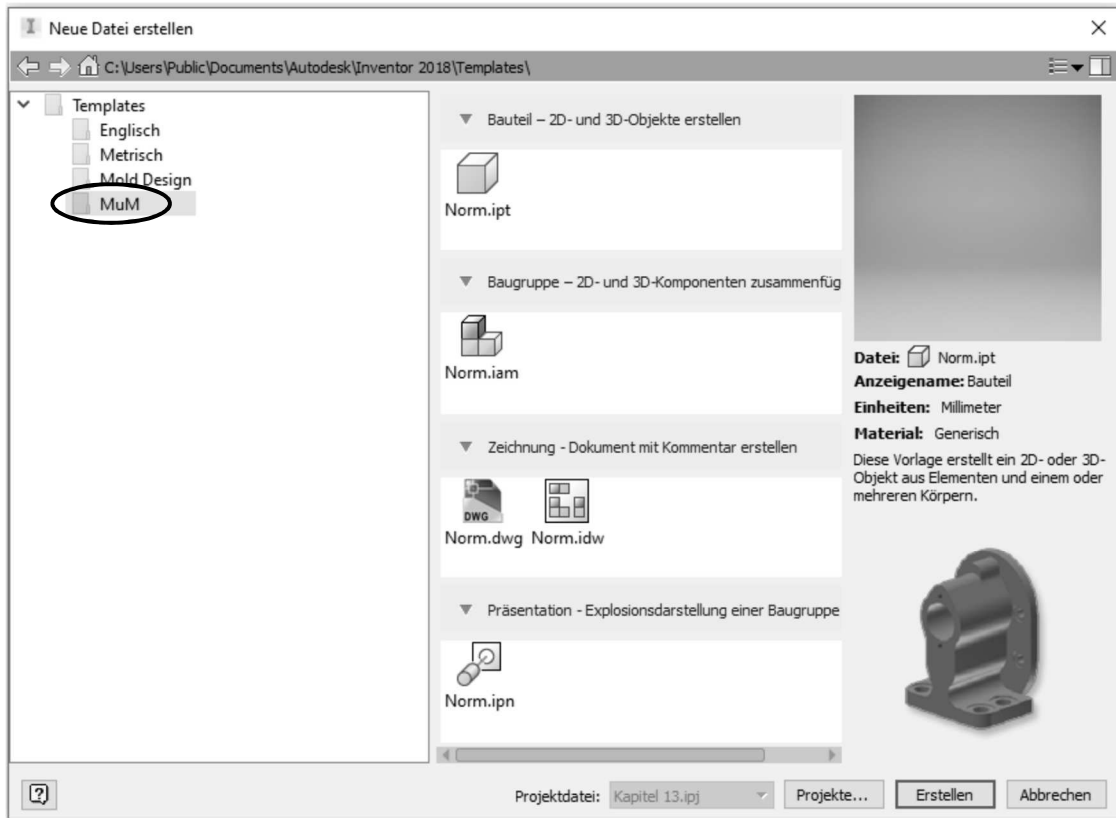 Neue Datei erstellen
C:\Users\Public\Documents\Autodesk\Inventor 2018\Templates\
Templates
Englisch
Metrisch
Mold Design
MuM
Bauteil – 2D- und 3D-Objekte erstellen
Norm.ipt
Baugruppe – 2D- und 3D-Komponenten zusammenfüg
Norm.iam
Zeichnung - Dokument mit Kommentar erstellen
DWG
Norm.dwg Norm.idw
Präsentation - Explosionsdarstellung einer Baugruppe
Norm.ipn
Datei: Norm.ipt
Anzeigename: Bauteil
Einheiten: Millimeter
Material: Generisch
Diese Vorlage erstellt ein 2D- oder 3D-
Objekt aus Elementen und einem oder
mehreren Körpern.
Projektdatei: Kapitel 13.ipj Projekte... Erstellen Abbrechen